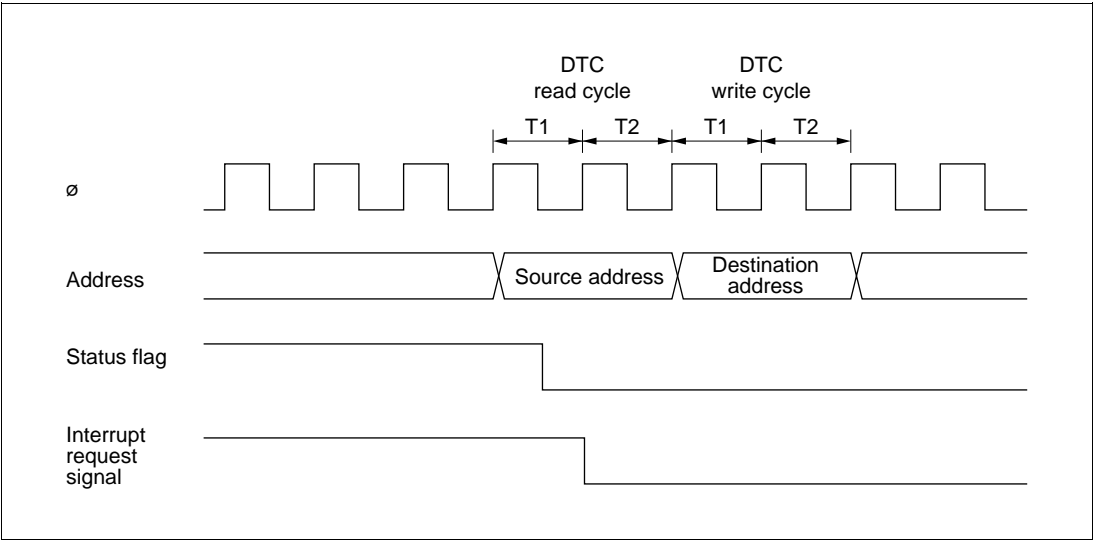 DTC
read cycle
DTC
write cycle
T1
T2
T1
T2
ø
Address
Source address
Destination
address
Status flag
Interrupt
request
signal